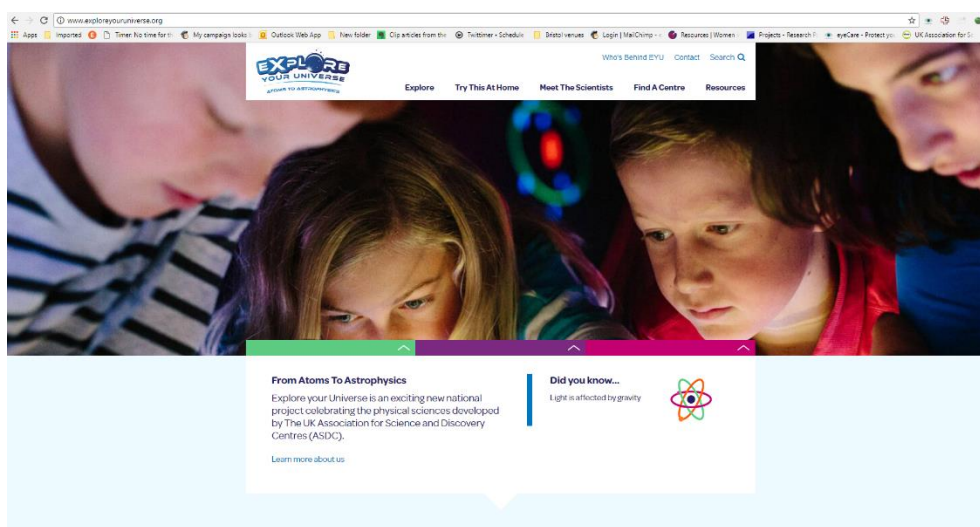 www.exploreyouruniverse.org
Apps Imported Timer: No time for th My campaign looks Outlook Web App New folder Clip articles from the Twittimer - Schedule Bristol venues Login | MailChimp - Resources | Women Projects - Research F eyeCare - Protect yo UK Association for Sc
Who's Behind EYU Contact Search
EXPLORE
YOUR UNIVERSE
ATOMS TO ASTROPHYSICS
Explore Try This At Home Meet The Scientists Find A Centre Resources
From Atoms To Astrophysics
Explore your Universe is an exciting new national
project celebrating the physical sciences developed
by The UK Association for Science and Discovery
Centres (ASDC).
Learn more about us
Did you know...
Light is affected by gravity